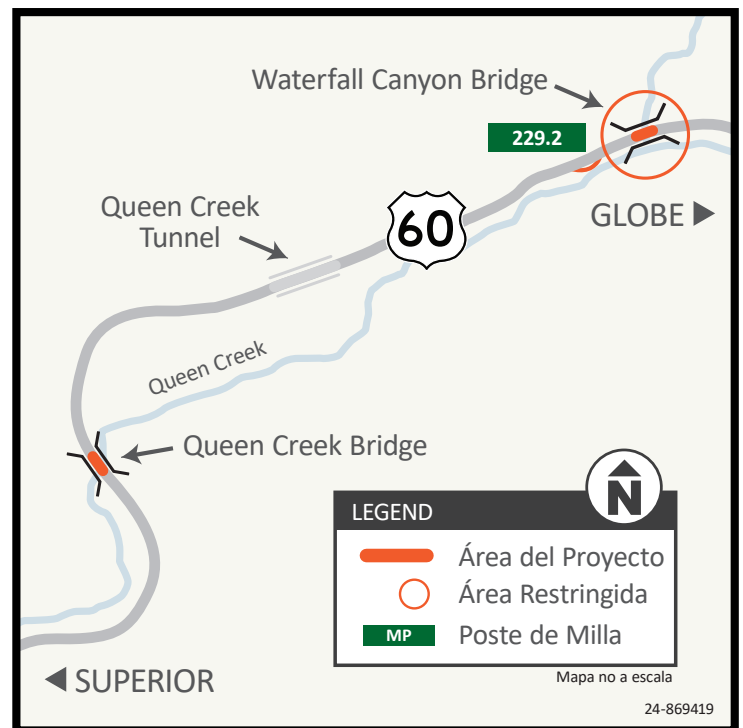 Waterfall Canyon Bridge
229.2
GLOBE
Queen Creek
Tunnel
60
Queen Creek
Queen Creek Bridge
N
LEGEND
Área del Proyecto
Área Restringida
MP Poste de Milla
Mapa no a escala
SUPERIOR
24-869419